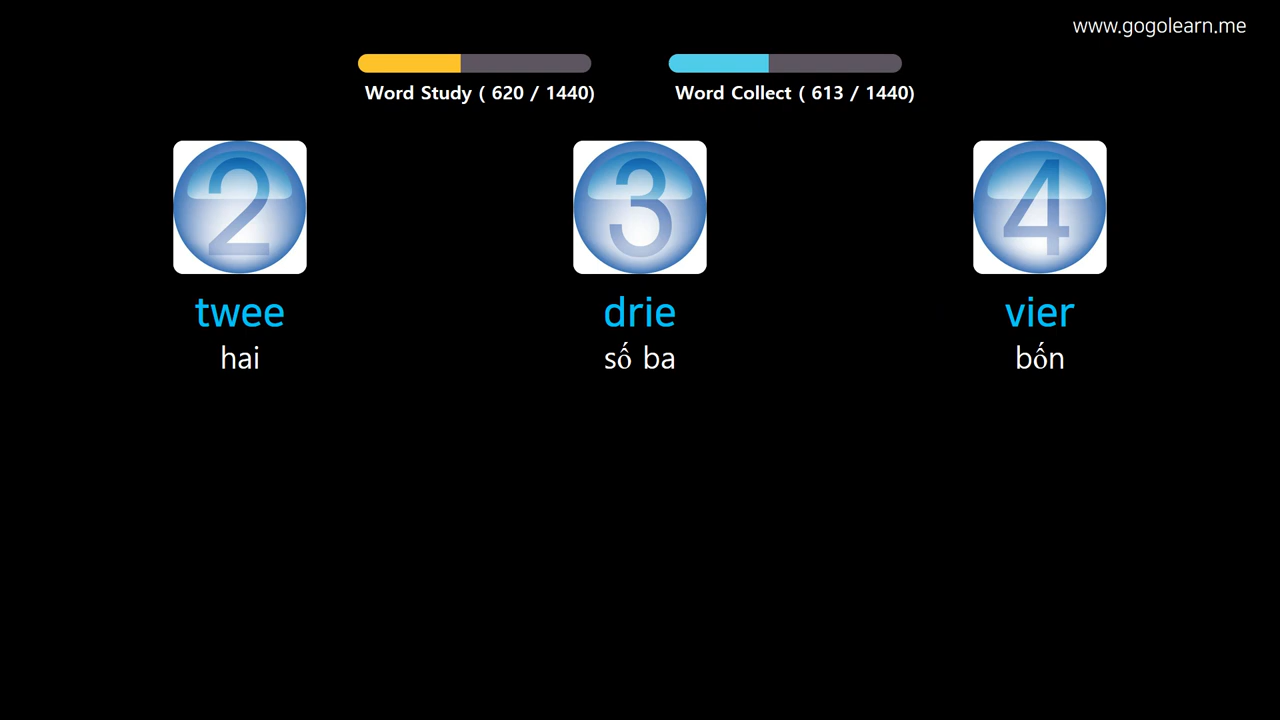 www.gogolearn.me
Word Study ( 620 / 1440)
Word Collect ( 613 / 1440)
2
3
4
twee
drie
vier
hai
số ba
bốn